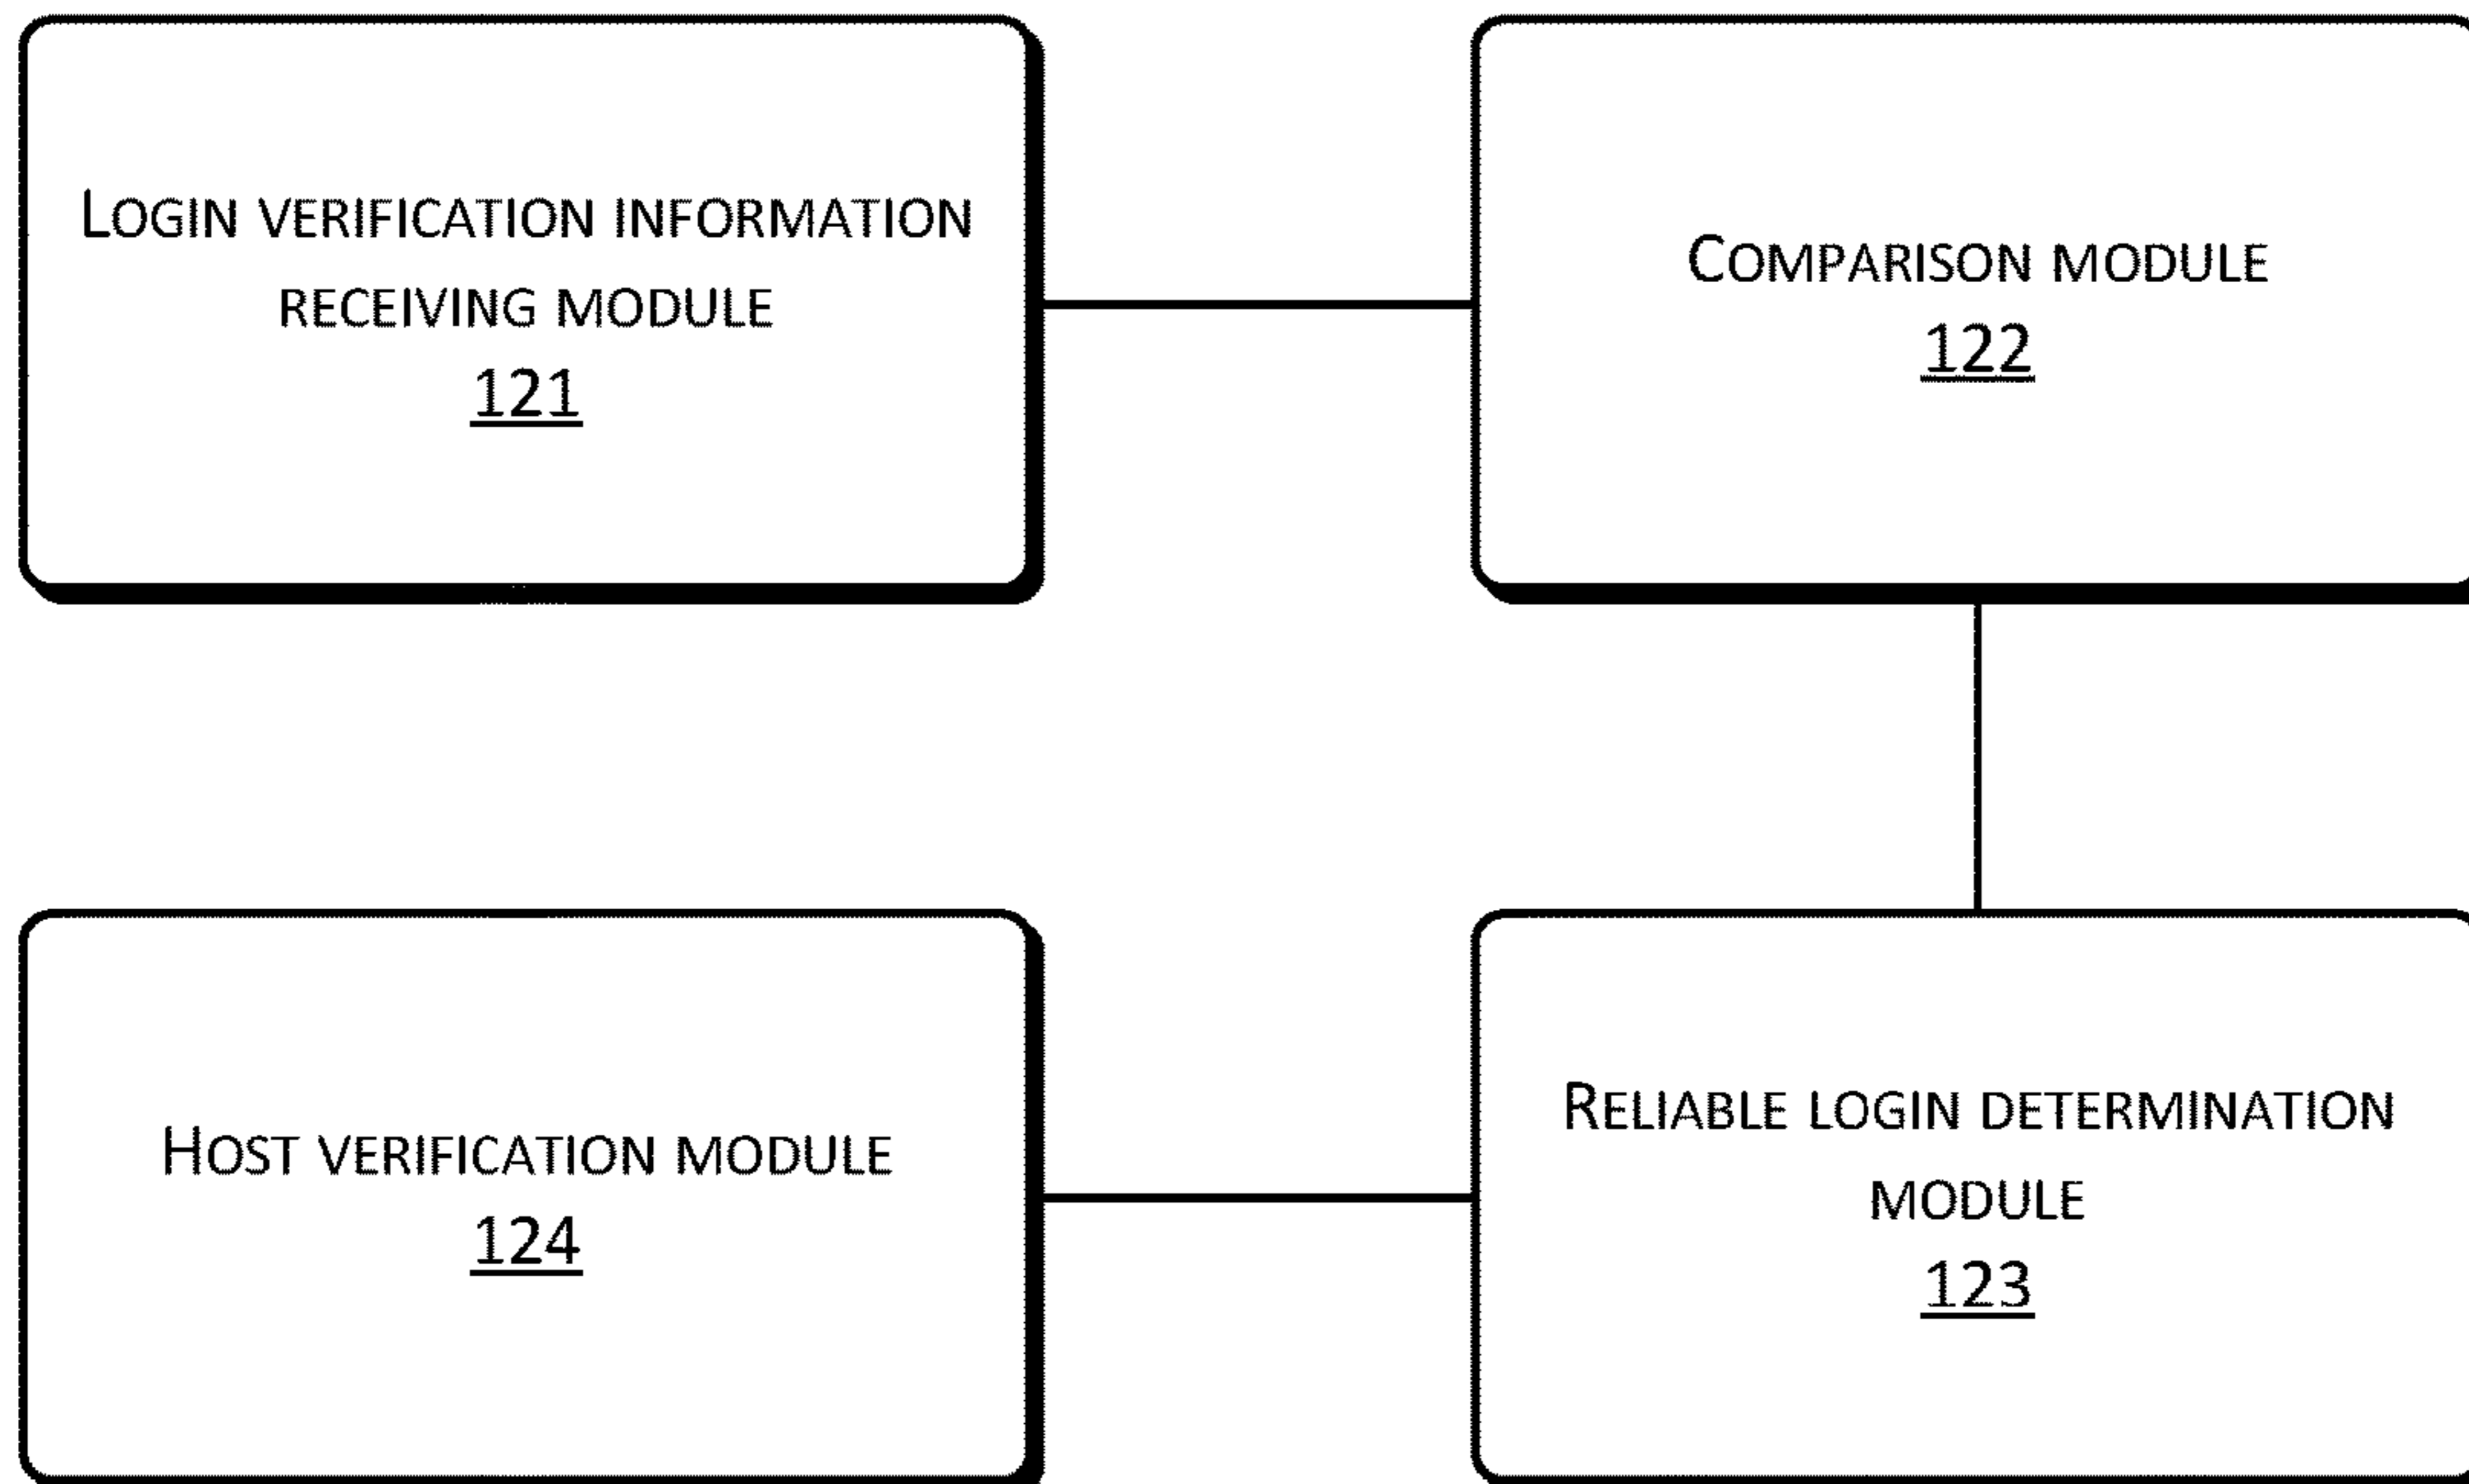 LOGIN VERIFICATION INFORMATION
RECEIVING MODULE
121
COMPARISON MODULE
122
HOST VERIFICATION MODULE
124
RELIABLE LOGIN DETERMINATION
MODULE
123